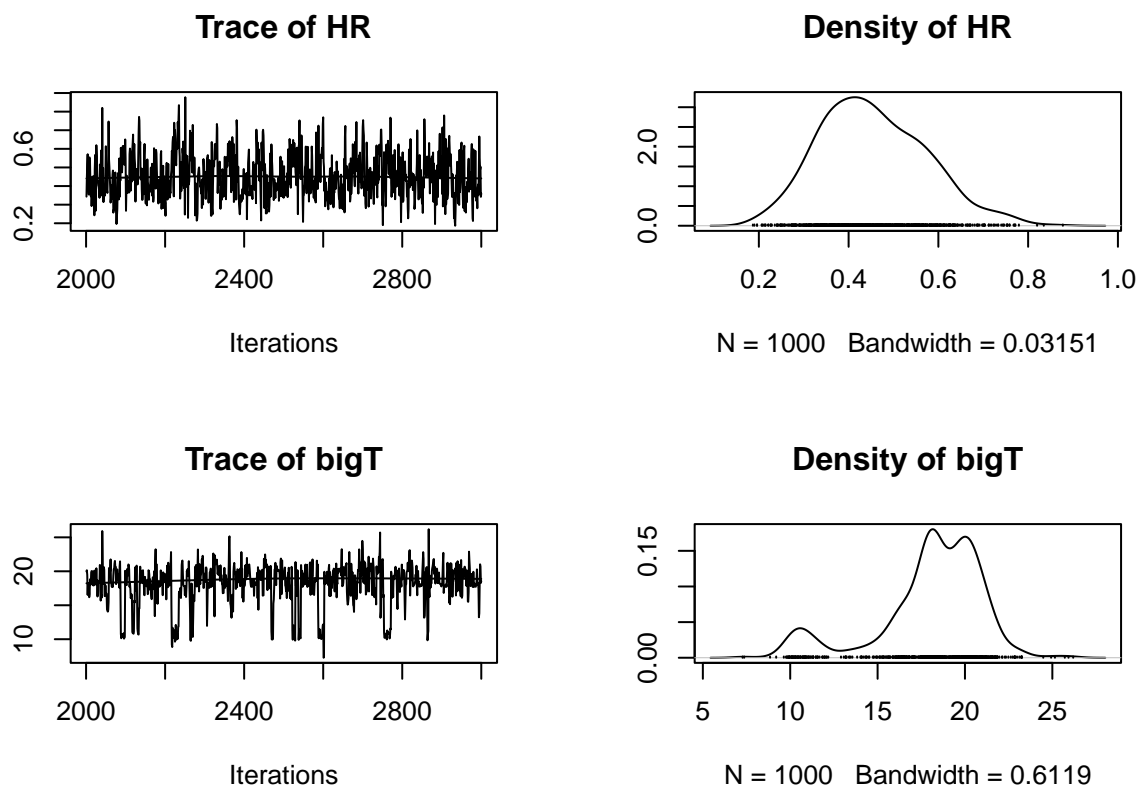 Trace of HR
0.2 0.6
2000 2400 2800
Iterations
Density of HR
0.0 2.0
0.2 0.4 0.6 0.8 1.0
N = 1000 Bandwidth = 0.03151
Trace of bigT
10 20
2000 2400 2800
Iterations
Density of bigT
0.00 0.15
5 10 15 20 25
N = 1000 Bandwidth = 0.6119